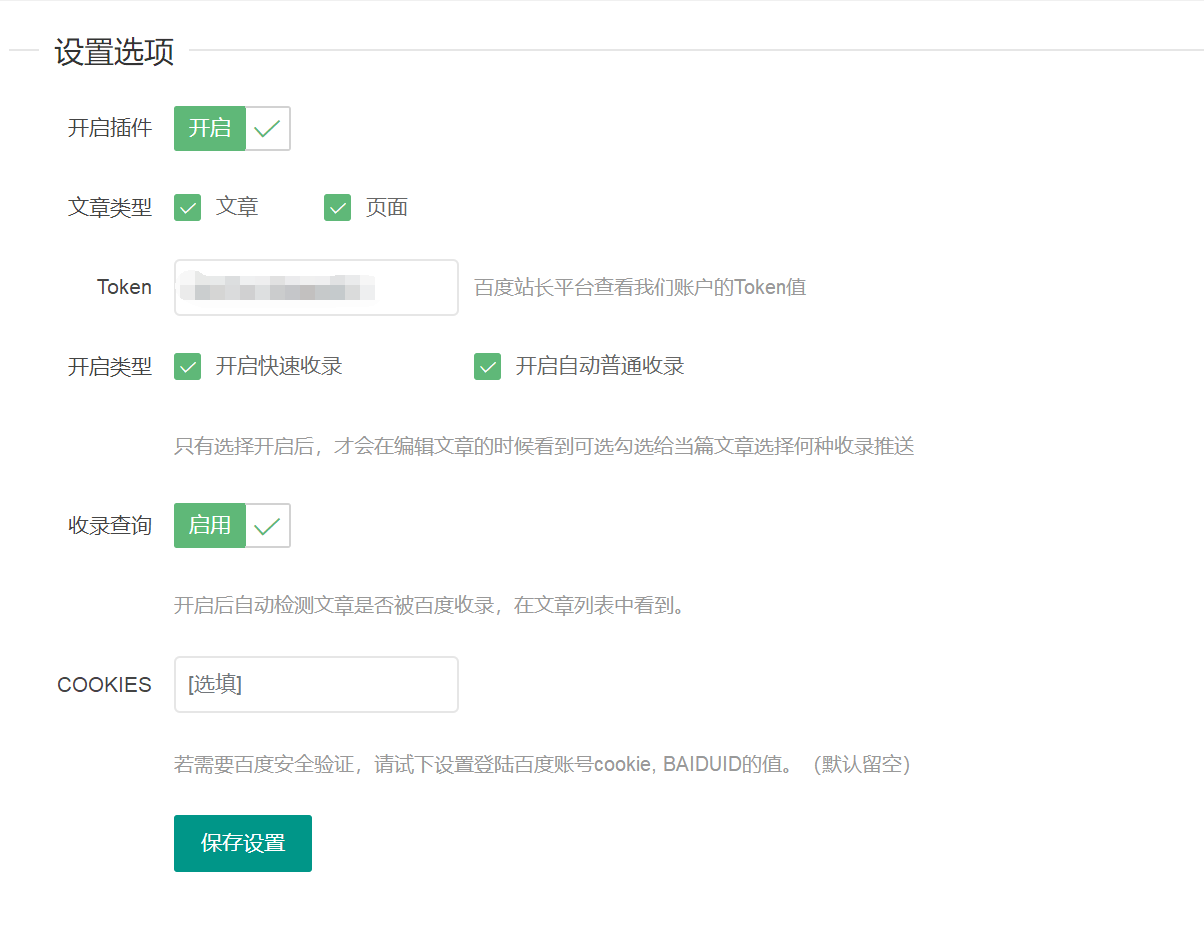 设置选项
开启插件 开启
文章类型 文章 页面
Token 百度站长平台查看我们账户的Token值
开启类型 开启快速收录 开启自动普通收录
只有选择开启后，才会在编辑文章的时候看到可选勾选给当篇文章选择何种收录推送
收录查询 启用
开启后自动检测文章是否被百度收录，在文章列表中看到。
COOKIES [选填]
若需要百度安全验证，请试下设置登陆百度账号cookie, BAIDUID的值。（默认留空）
保存设置